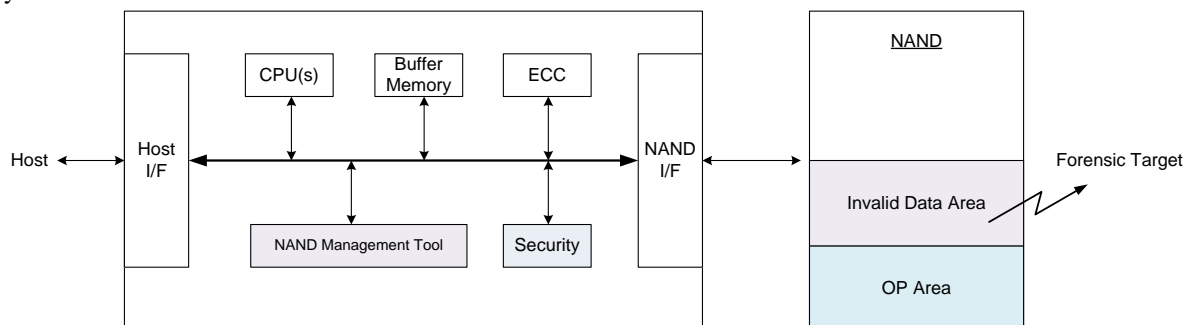 y
CPU(s)
Buffer
Memory
ECC
NAND
Host
Host
I/F
NAND
I/F
Forensic Target
Invalid Data Area
NAND Management Tool
Security
OP Area